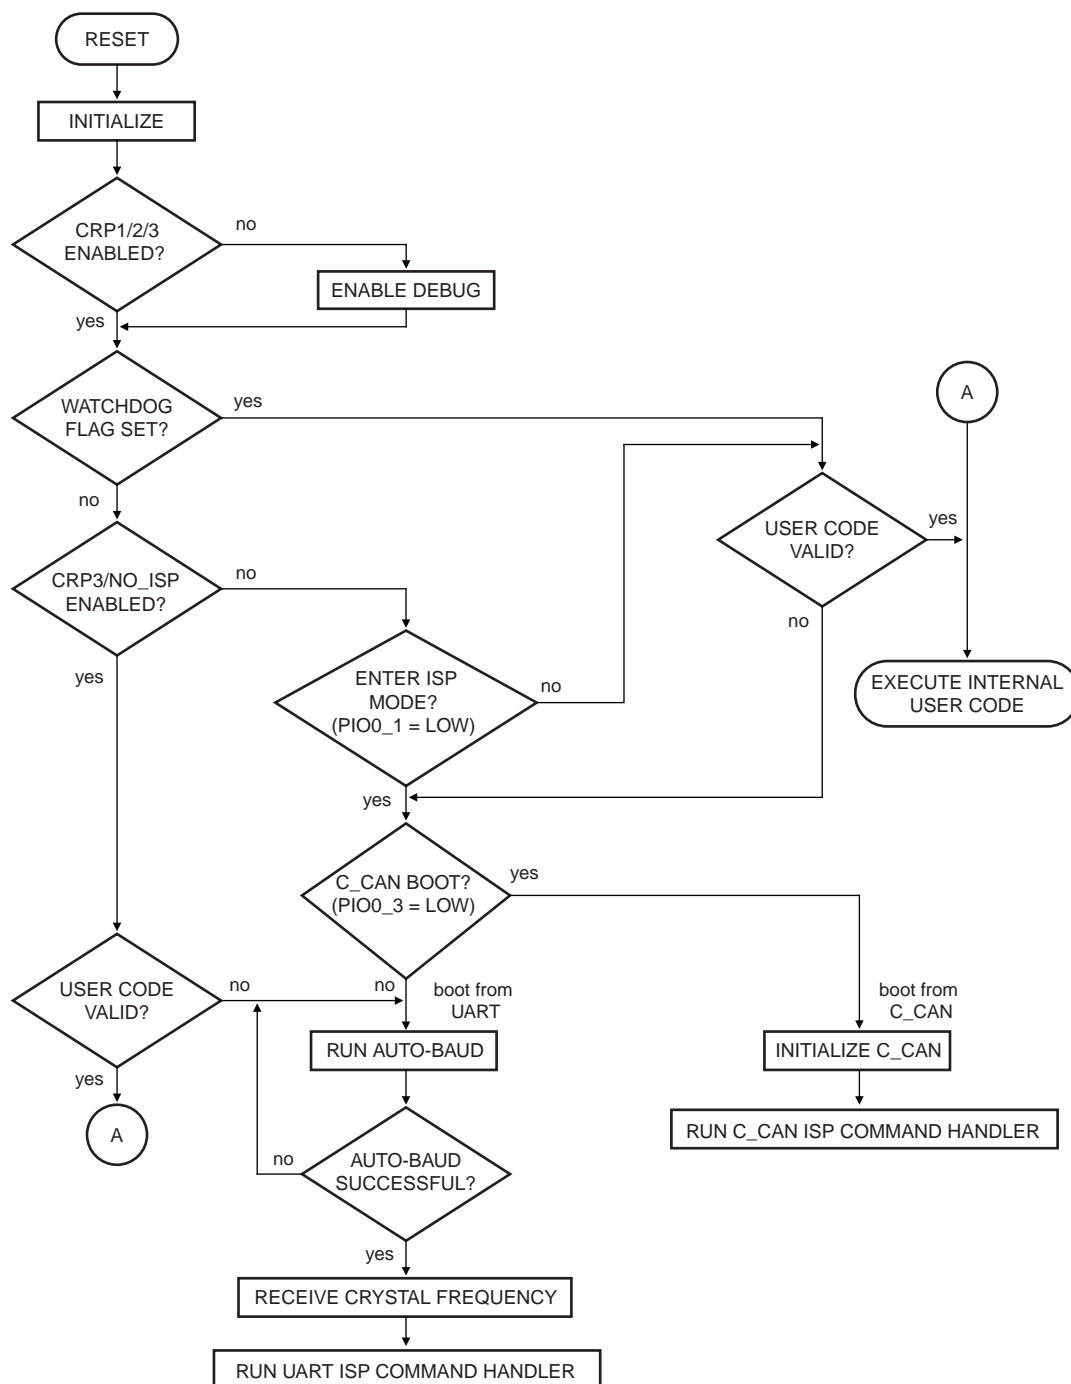 RESET
INITIALIZE
CRP1/2/3
ENABLED?
no
ENABLE DEBUG
yes
WATCHDOG
FLAG SET?
yes
A
no
USER CODE
VALID?
yes
CRP3/NO_ISP
ENABLED?
no
no
yes
ENTER ISP
MODE?
(PIO0_1 = LOW)
no
EXECUTE INTERNAL
USER CODE
yes
C_CAN BOOT?
(PIO0_3 = LOW)
yes
USER CODE
VALID?
no
no
boot from
UART
boot from
C_CAN
RUN AUTO-BAUD
INITIALIZE C_CAN
yes
A
RUN C_CAN ISP COMMAND HANDLER
no
AUTO-BAUD
SUCCESSFUL?
yes
RECEIVE CRYSTAL FREQUENCY
RUN UART ISP COMMAND HANDLER